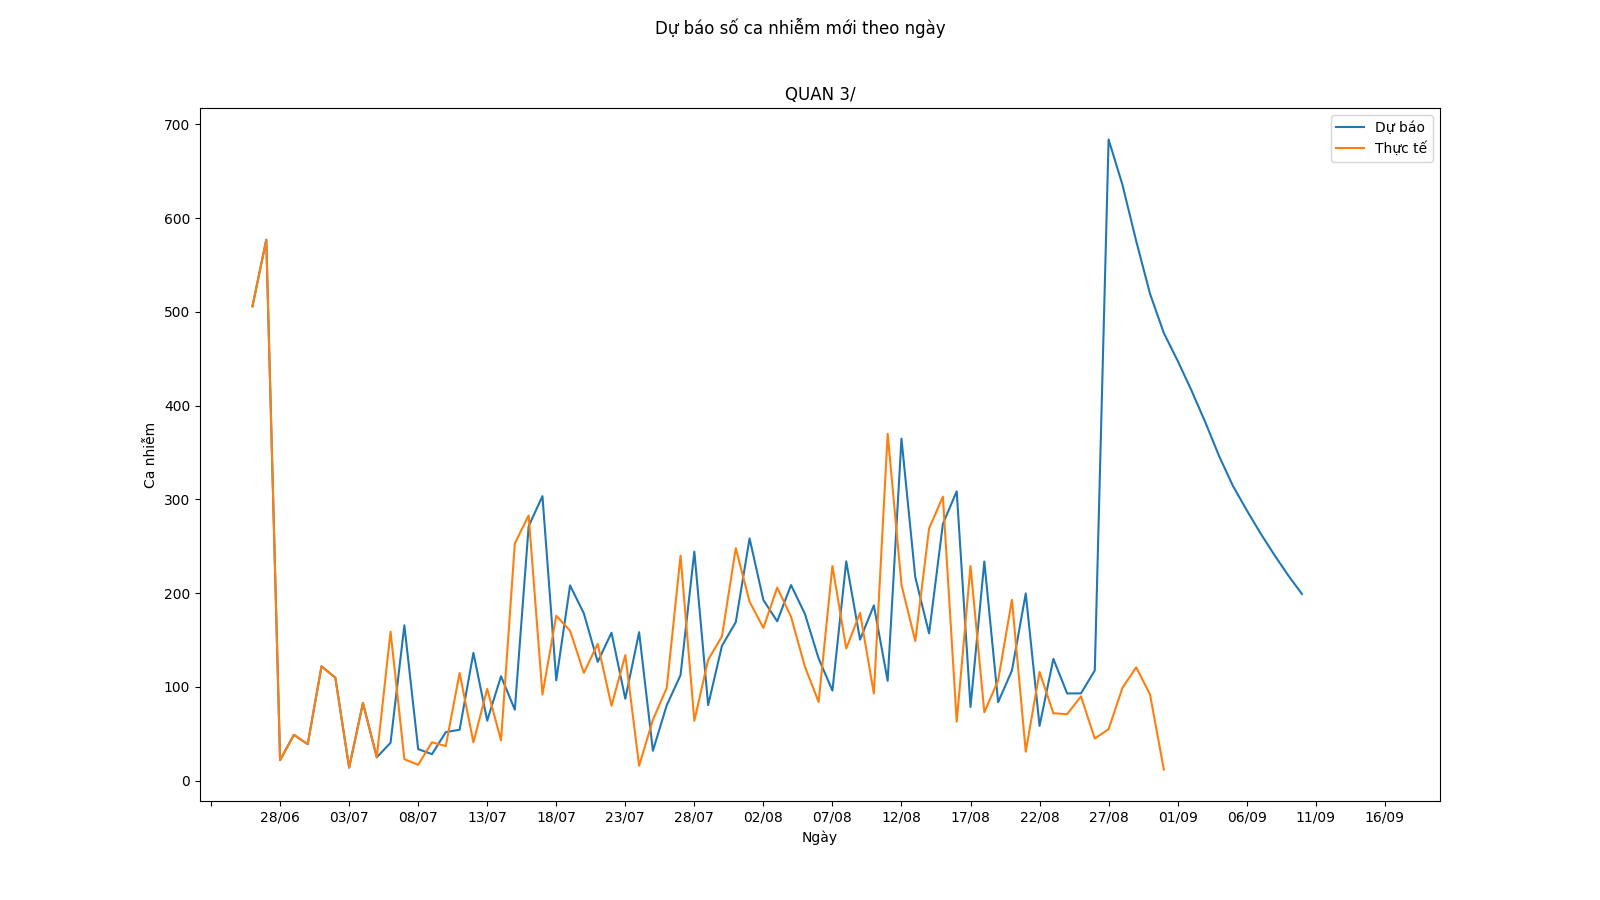 Dự báo số ca nhiễm mới theo ngày
QUAN 3/
Dự báo
Thực tế
700
600
500
400
300
200
100
0
Ca nhiễm
28/06 03/07 08/07 13/07 18/07 23/07 28/07 02/08 07/08 12/08 17/08 22/08 27/08 01/09 06/09 11/09 16/09
Ngày